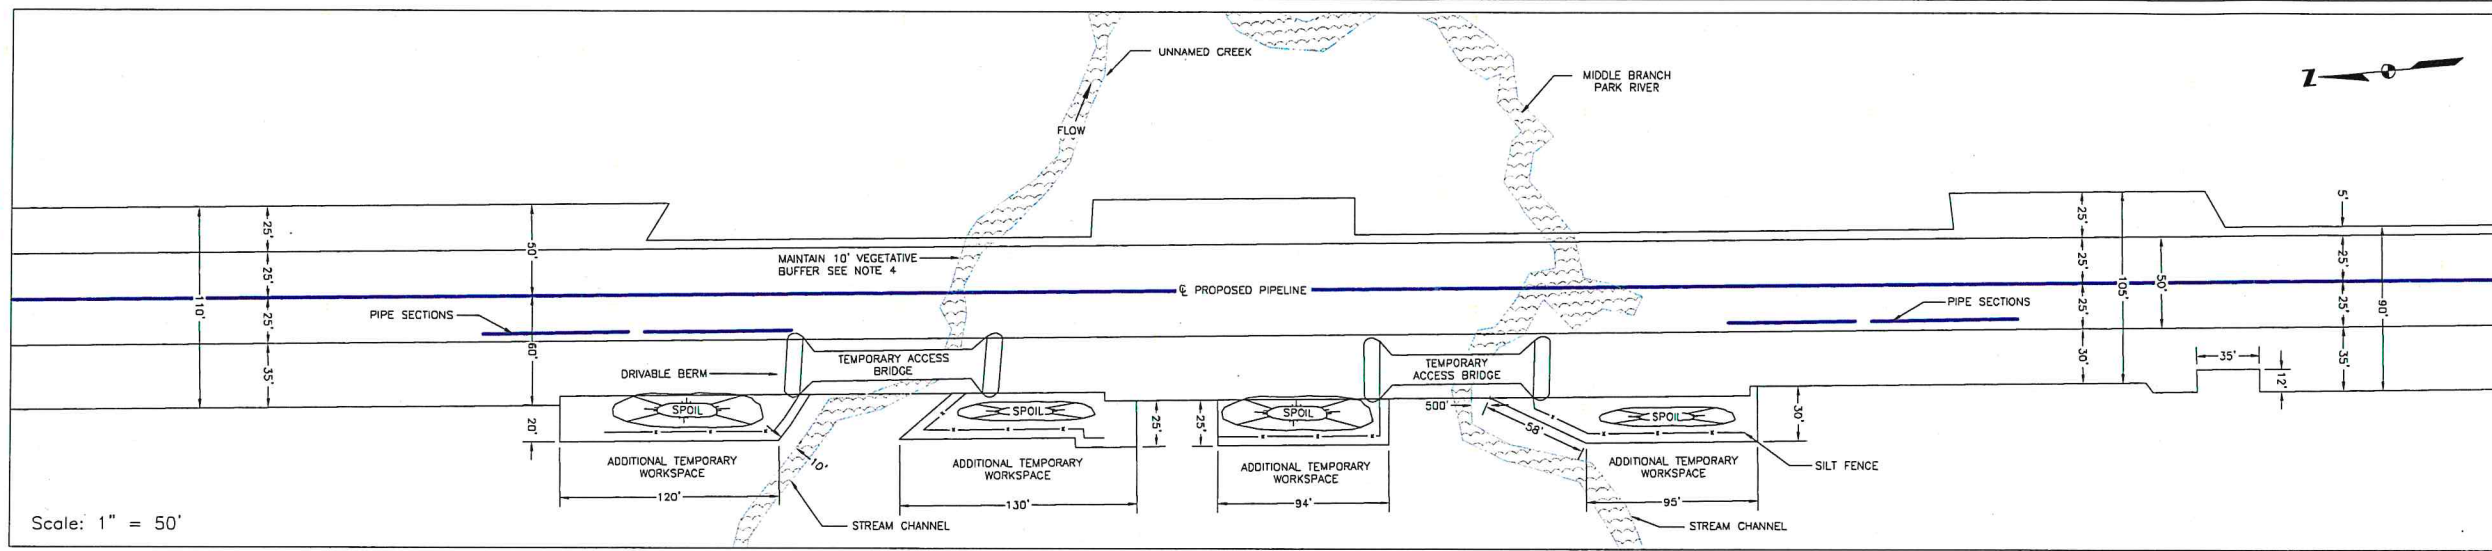 UNNAMED CREEK
MIDDLE BRANCH
PARK RIVER
N
FLOW
MAINTAIN 10' VEGETATIVE
BUFFER SEE NOTE 4
℄ PROPOSED PIPELINE
PIPE SECTIONS
PIPE SECTIONS
110'
25'
25'
25'
35'
50'
60'
20'
25'
25'
25'
30'
105'
50'
5'
25'
25'
35'
90'
35'
12'
DRIVABLE BERM
TEMPORARY ACCESS
BRIDGE
TEMPORARY
ACCESS BRIDGE
SPOIL
SPOIL
SPOIL
SPOIL
25'
25'
500'
58'
30'
10'
ADDITIONAL TEMPORARY
WORKSPACE
ADDITIONAL TEMPORARY
WORKSPACE
ADDITIONAL TEMPORARY
WORKSPACE
ADDITIONAL TEMPORARY
WORKSPACE
SILT FENCE
120'
130'
94'
95'
STREAM CHANNEL
STREAM CHANNEL
Scale: 1" = 50'